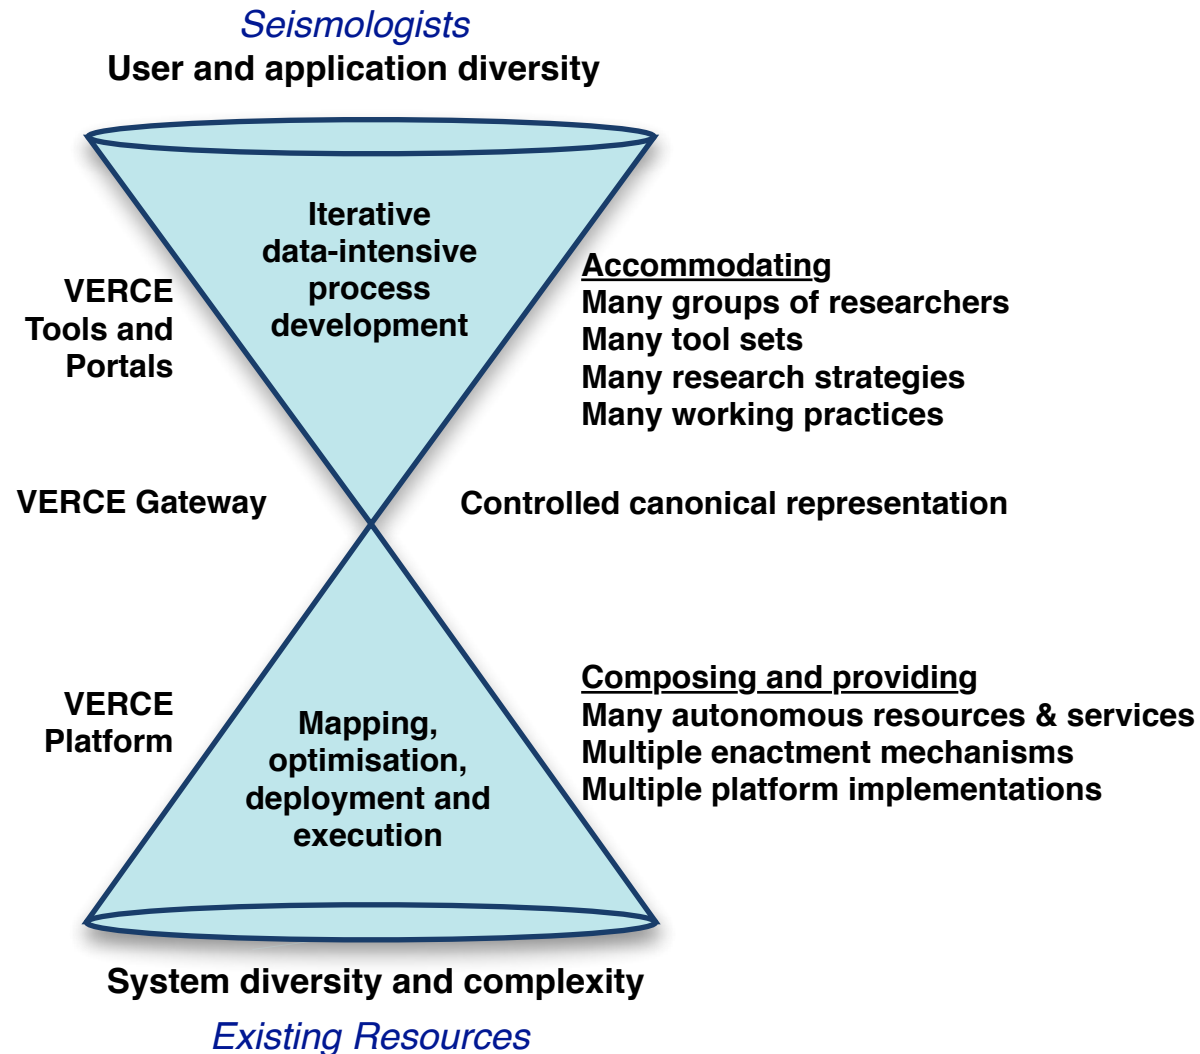 Seismologists
User and application diversity
Iterative
data-intensive
process
development
VERCE
Tools and
Portals
Accommodating
Many groups of researchers
Many tool sets
Many research strategies
Many working practices
VERCE Gateway
Controlled canonical representation
VERCE
Platform
Mapping,
optimisation,
deployment and
execution
Composing and providing
Many autonomous resources & services
Multiple enactment mechanisms
Multiple platform implementations
System diversity and complexity
Existing Resources